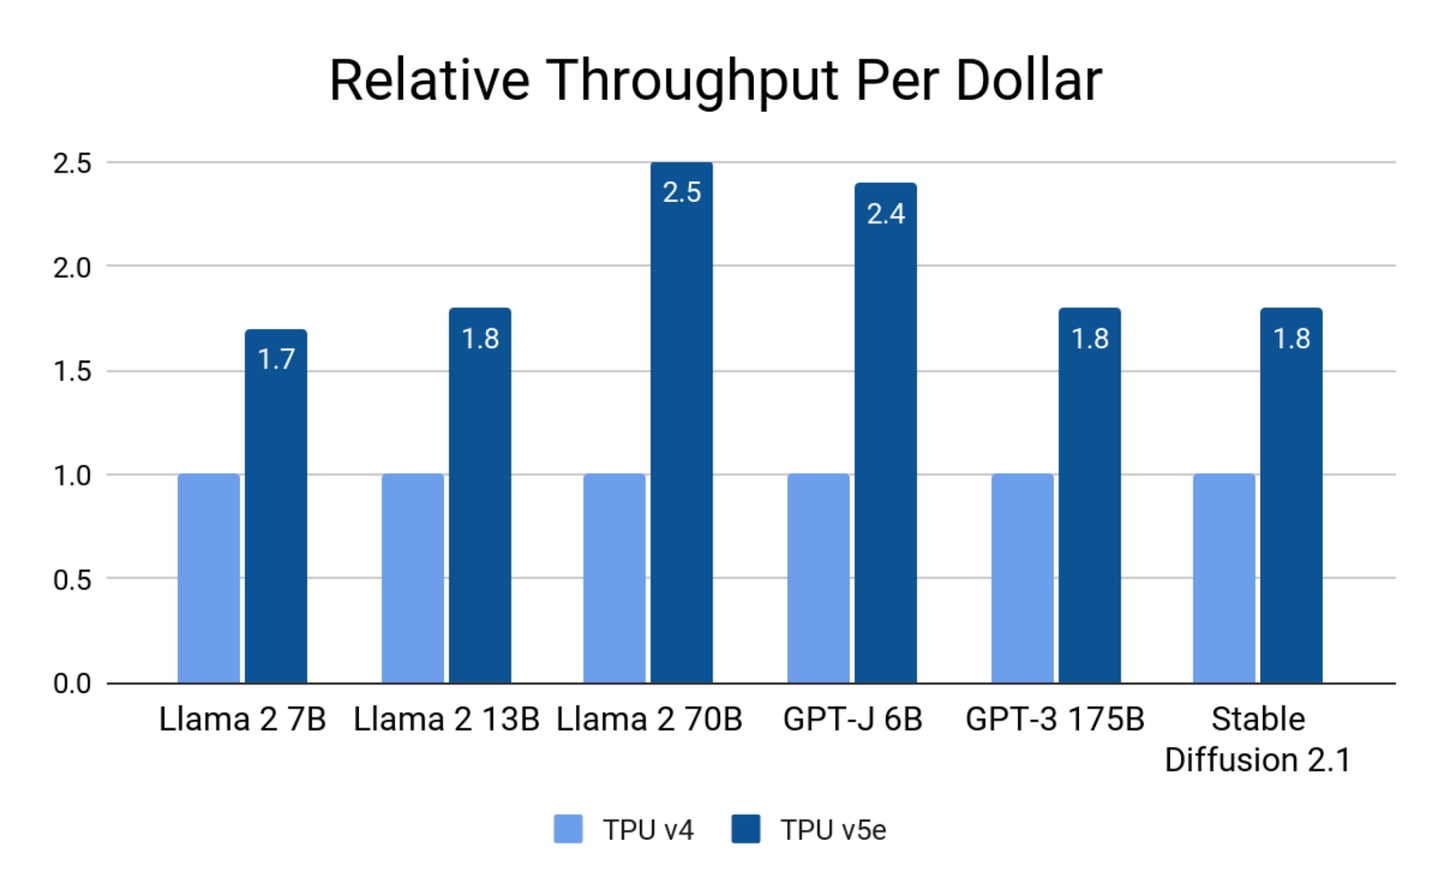 Relative Throughput Per Dollar
2.5
2.0
1.5
1.0
0.5
0.0
1.7
1.8
2.5
2.4
1.8
1.8
Llama 2 7B
Llama 2 13B
Llama 2 70B
GPT-J 6B
GPT-3 175B
Stable
Diffusion 2.1
TPU v4
TPU v5e